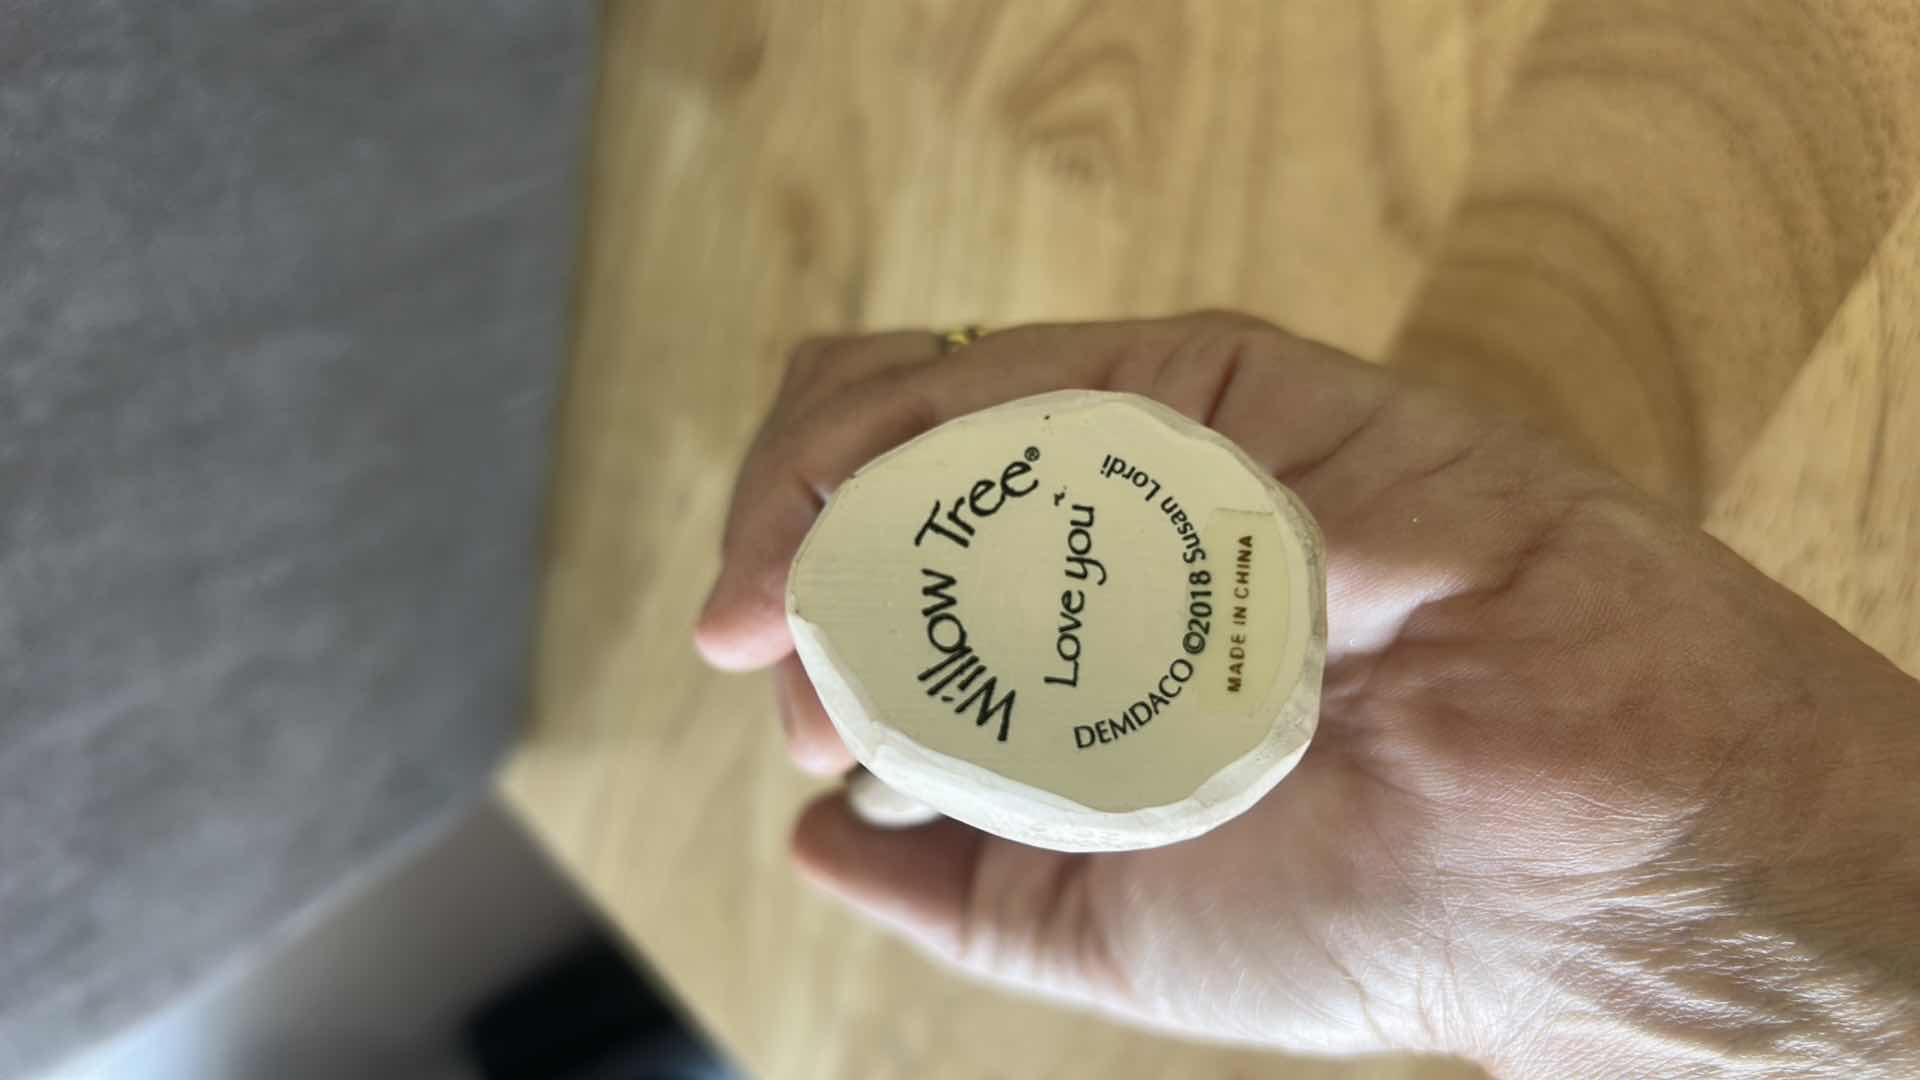 Willow Tree®
Love you
DEMDACO ©2018 Susan Lordi
MADE IN CHINA